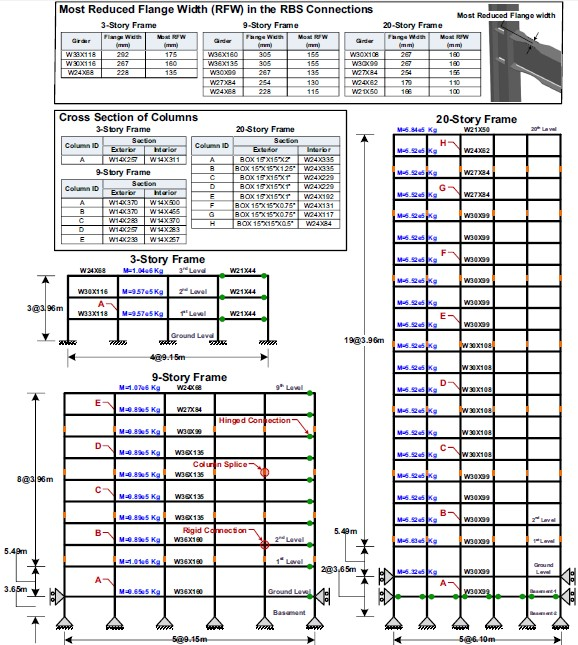 Most Reduced Flange Width (RFW) in the RBS Connections
3-Story Frame
Girder Flange Width (mm) Most RFW (mm)
W33X118 292 175
W30X116 267 160
W24X68 228 135
9-Story Frame
Girder Flange Width (mm) Most RFW (mm)
W36X160 305 155
W36X135 305 155
W30X99 267 135
W27X84 254 130
W24X68 228 115
20-Story Frame
Girder Flange Width (mm) Most RFW (mm)
W30X108 267 160
W30X99 267 160
W27X84 254 155
W24X62 179 110
W21X50 166 100
Most Reduced Flange width
Cross Section of Columns
3-Story Frame
Column ID Section
Exterior Interior
A W14X257 W14X311
9-Story Frame
Column ID Section
Exterior Interior
A W14X370 W14X500
B W14X370 W14X455
C W14X283 W14X370
D W14X257 W14X283
E W14X233 W14X257
20-Story Frame
Column ID Section
Exterior Interior
A BOX 15"X15"X2" W24X335
B BOX 15"X15"X1.25" W24X335
C BOX 15"X15"X1" W24X229
D BOX 15"X15"X1" W24X229
E BOX 15"X15"X1" W24X192
F BOX 15"X15"X0.75" W24X131
G BOX 15"X15"X0.75" W24X117
H BOX 15"X15"X0.5" W24X84
3-Story Frame
W24X68 M=1.04e6 Kg 3rd Level W21X44
W30X116 M=9.57e5 Kg 2nd Level W21X44
A
W33X118 M=9.57e5 Kg 1st Level W21X44
Ground Level
3@3.96m
4@9.15m
9-Story Frame
M=1.07e6 Kg W24X68 9th Level
E
M=9.89e5 Kg W27X84
Hinged Connection
M=9.89e5 Kg W30X99
D
M=9.89e5 Kg W36X135
Column Splice
M=9.89e5 Kg W36X135
C
M=9.89e5 Kg W36X135
M=9.89e5 Kg W36X135
Rigid Connection
B
M=9.89e5 Kg W36X160 2nd Level
M=1.01e6 Kg W36X160 1st Level
A
M=9.65e5 Kg W36X160 Ground Level
Basement
8@3.96m
5.49m
3.65m
5@9.15m
20-Story Frame
M=5.84e5 Kg W21X50 20th Level
H
M=5.52e5 Kg W24X62
M=5.52e5 Kg W27X84
G
M=5.52e5 Kg W27X84
M=5.52e5 Kg W30X99
M=5.52e5 Kg W30X99
F
M=5.52e5 Kg W30X99
M=5.52e5 Kg W30X99
E
M=5.52e5 Kg W30X99
M=5.52e5 Kg W30X108
M=5.52e5 Kg W30X108
D
M=5.52e5 Kg W30X108
M=5.52e5 Kg W30X108
M=5.52e5 Kg W30X108
C
M=5.52e5 Kg W30X108
M=5.52e5 Kg W30X99
M=5.52e5 Kg W30X99
B
M=5.52e5 Kg W30X99 2nd Level
M=5.63e5 Kg W30X99 1st Level
M=5.32e5 Kg W30X99 Ground Level
A
W30X99 Basement-1
Basement-2
19@3.96m
5.49m
2@3.65m
5@6.10m